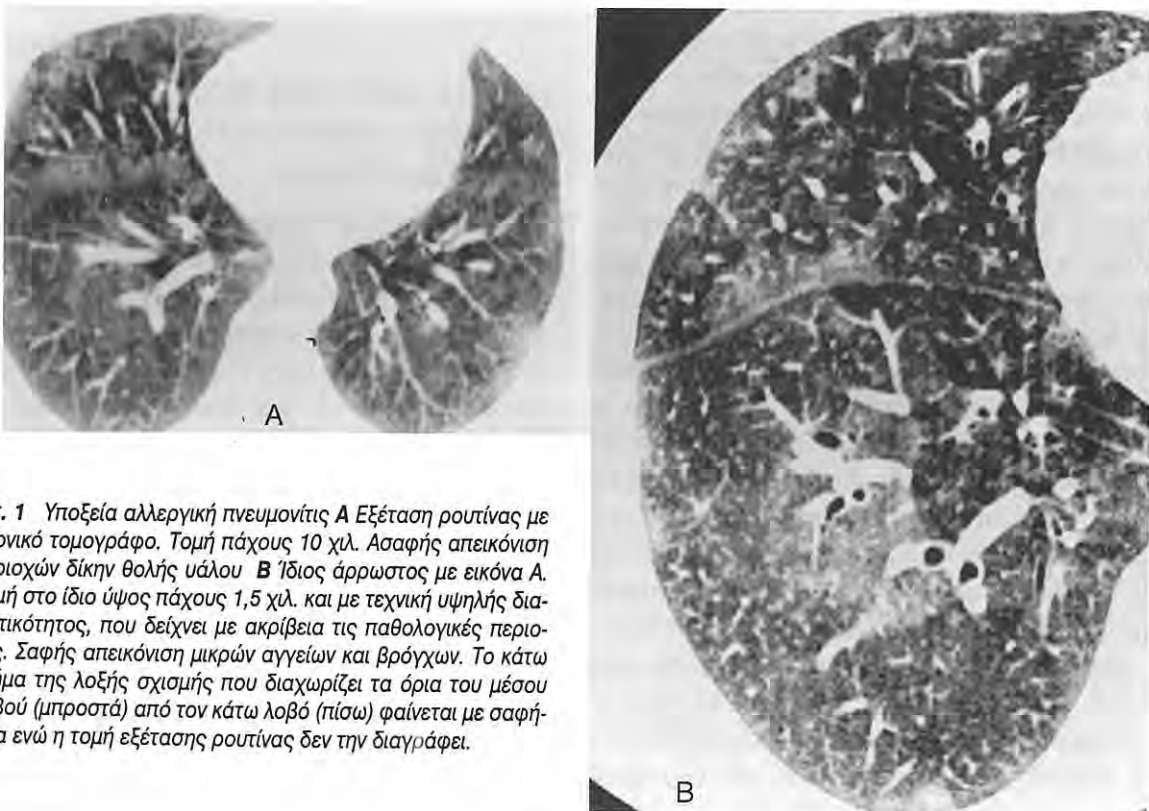 A
B
. 1 Υποξεία αλλεργική πνευμονίτις Α Εξέταση ρουτίνας με
ονικό τομογράφο. Τομή πάχους 10 χιλ. Ασαφής απεικόνιση
ριοχών δίκην θολής υάλου Β Ίδιος άρρωστος με εικόνα Α.
μή στο ίδιο ύψος πάχους 1,5 χιλ. και με τεχνική υψηλής δια-
τικότητος, που δείχνει με ακρίβεια τις παθολογικές περιο-
ς. Σαφής απεικόνιση μικρών αγγείων και βρόγχων. Το κάτω
ήμα της λοξής σχισμής που διαχωρίζει τα όρια του μέσου
βού (μπροστά) από τον κάτω λοβό (πίσω) φαίνεται με σαφή-
α ενώ η τομή εξέτασης ρουτίνας δεν την διαγράφει.